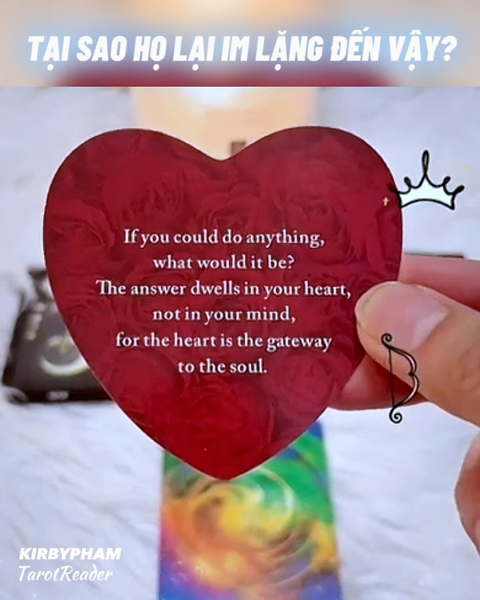 TẠI SAO HỌ LẠI IM LẶNG ĐẾN VẬY?
If you could do anything,
what would it be?
The answer dwells in your heart,
not in your mind,
for the heart is the gateway
to the soul.
KIRBYPHAM
TarotReader